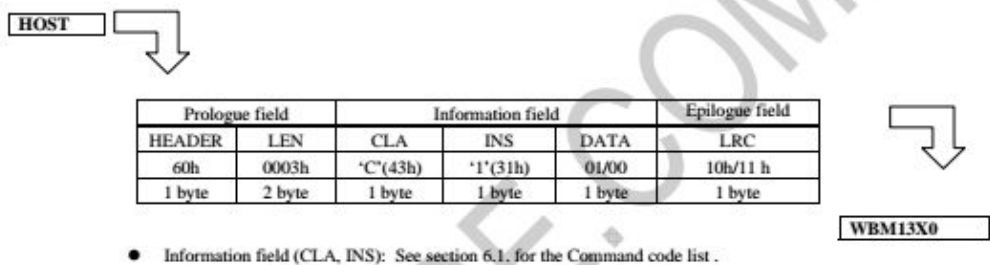 HOST
Prologue field Information field Epilogue field
HEADER LEN CLA INS DATA LRC
60h 0003h 'C'(43h) '1'(31h) 01/00 10h/11 h
1 byte 2 byte 1 byte 1 byte 1 byte 1 byte
WBM13X0
● Information field (CLA, INS): See section 6.1. for the Command code list .